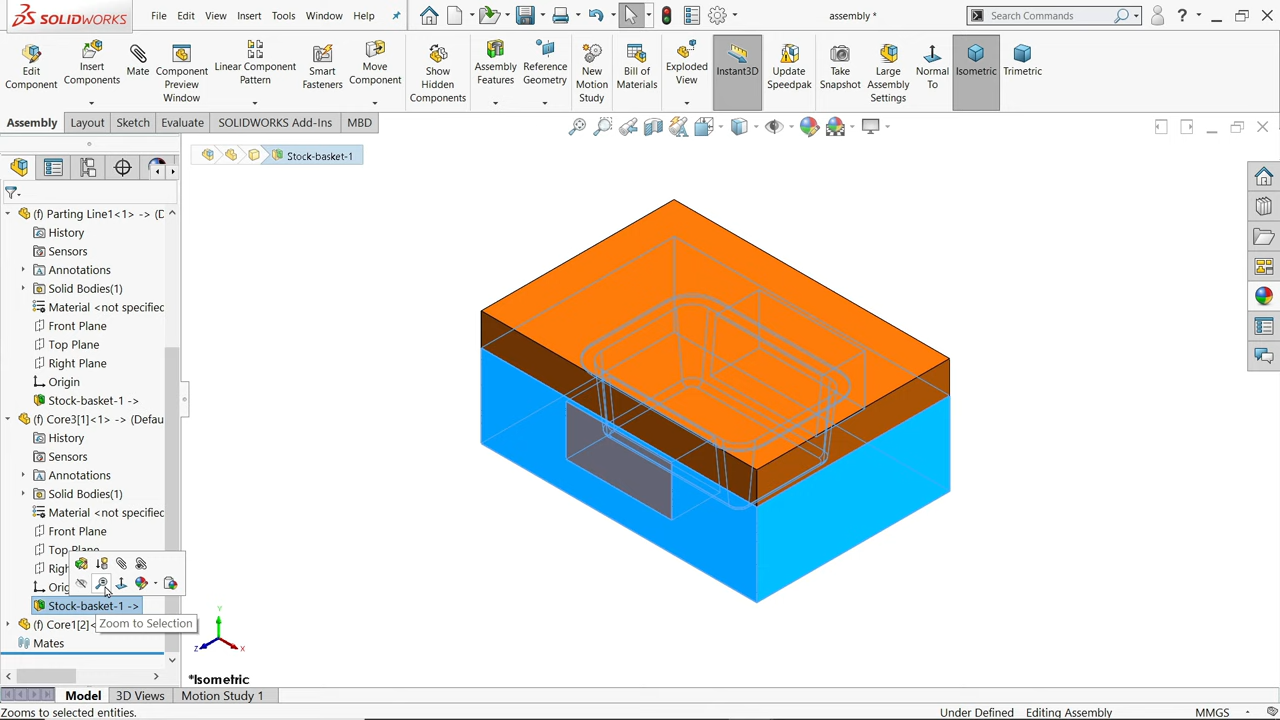 SOLIDWORKS
File Edit View Insert Tools Window Help
assembly *
Search Commands
Edit Component
Insert Components
Mate
Component Preview Window
Linear Component Pattern
Smart Fasteners
Move Component
Show Hidden Components
Assembly Features
Reference Geometry
New Motion Study
Bill of Materials
Exploded View
Instant3D
Update Speedpak
Take Snapshot
Large Assembly Settings
Normal To
Isometric
Trimetric
Assembly Layout Sketch Evaluate SOLIDWORKS Add-Ins MBD
Stock-basket-1
(f) Parting Line1<1> -> (D
History
Sensors
Annotations
Solid Bodies(1)
Material <not specified
Front Plane
Top Plane
Right Plane
Origin
Stock-basket-1 ->
(f) Core3[1]<1> -> (Defau
History
Sensors
Annotations
Solid Bodies(1)
Material <not specified
Front Plane
Top Plane
Righ
Orig
Stock-basket-1 ->
Zoom to Selection
(f) Core1[2]<
Mates
Y
Z
X
*Isometric
Model 3D Views Motion Study 1
Zooms to selected entities.
Under Defined Editing Assembly MMGS